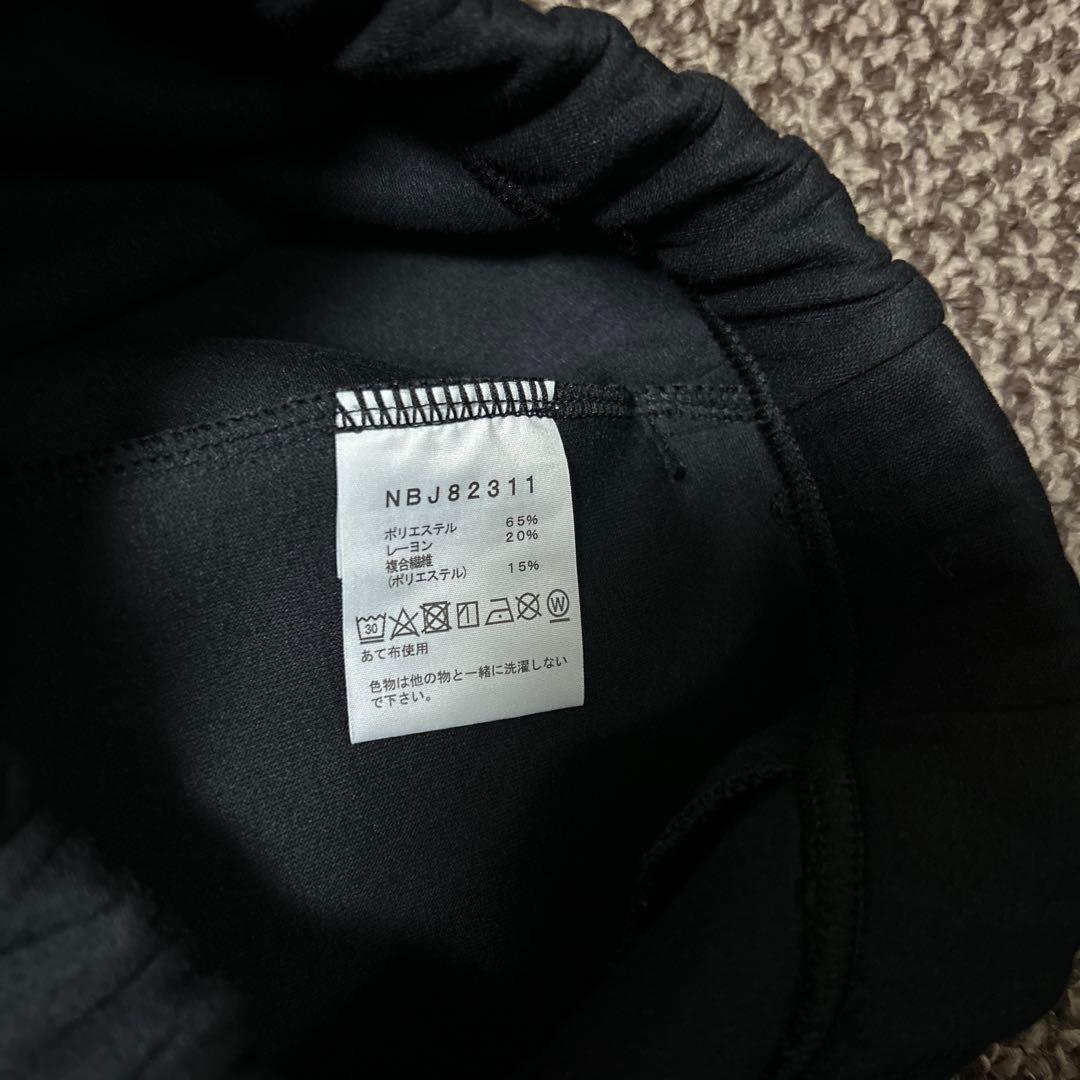 NBJ82311
ポリエステル 65%
レーヨン 20%
複合繊維
(ポリエステル) 15%
30 W
あて布使用
色物は他の物と一緒に洗濯しない
で下さい。